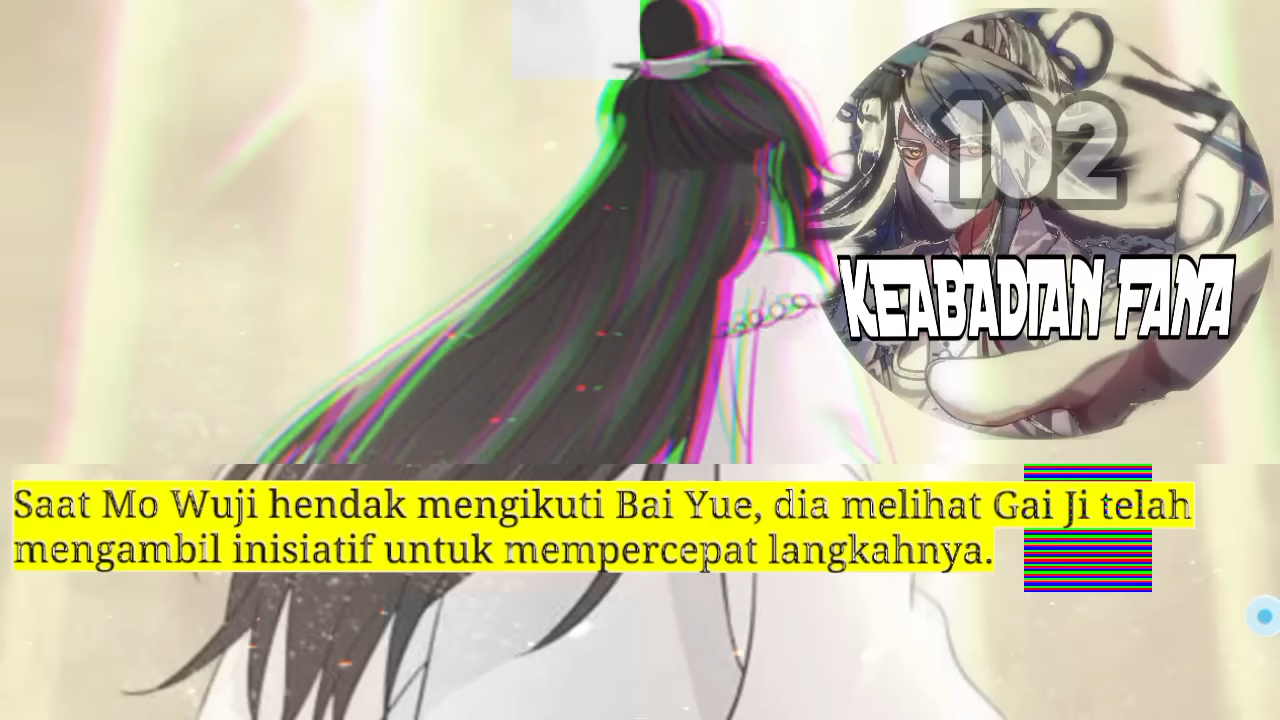 102
KEABADIAN FANA
Saat Mo Wuji hendak mengikuti Bai Yue, dia melihat Gai Ji telah
mengambil inisiatif untuk mempercepat langkahnya.